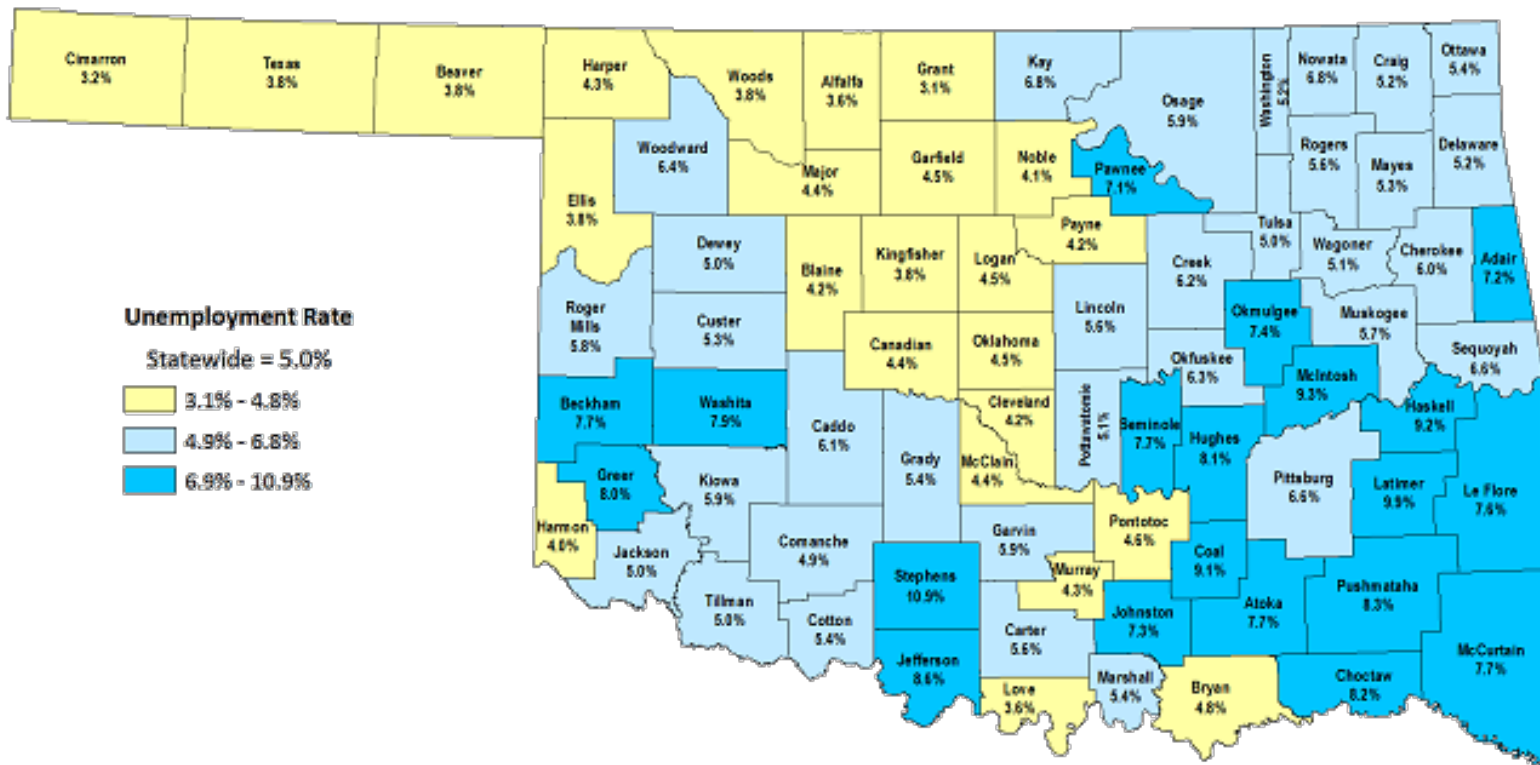 Cimarron
3.2%
Texas
3.8%
Beaver
3.8%
Harper
4.3%
Woods
3.8%
Alfalfa
3.6%
Grant
3.1%
Kay
6.8%
Osage
5.9%
Washington
5.2%
Nowata
6.8%
Craig
5.2%
Ottawa
5.4%
Woodward
6.4%
Ellis
3.8%
Major
4.4%
Garfield
4.5%
Noble
4.1%
Pawnee
7.1%
Rogers
5.6%
Mayes
5.3%
Delaware
5.2%
Dewey
5.0%
Blaine
4.2%
Kingfisher
3.8%
Logan
4.5%
Payne
4.2%
Creek
6.2%
Tulsa
5.0%
Wagoner
5.1%
Cherokee
6.0%
Adair
7.2%
Roger
Mills
5.8%
Custer
5.3%
Canadian
4.4%
Oklahoma
4.5%
Lincoln
5.6%
Okmulgee
7.4%
Muskogee
5.7%
Sequoyah
6.6%
Okfuskee
6.3%
McIntosh
9.3%
Haskell
9.2%
Unemployment Rate
Statewide = 5.0%
3.1% - 4.8%
4.9% - 6.8%
6.9% - 10.9%
Beckham
7.7%
Washita
7.9%
Caddo
6.1%
Grady
5.4%
Cleveland
4.2%
McClain
4.4%
Pottawatomie
5.1%
Seminole
7.7%
Hughes
8.1%
Pittsburg
6.6%
Latimer
9.9%
Le Flore
7.6%
Greer
8.0%
Kiowa
5.9%
Harmon
4.0%
Jackson
5.0%
Comanche
4.9%
Tillman
5.0%
Cotton
5.4%
Stephens
10.9%
Jefferson
8.6%
Garvin
5.9%
Murray
4.3%
Pontotoc
4.6%
Coal
9.1%
Carter
5.6%
Johnston
7.3%
Atoka
7.7%
Pushmataha
8.3%
McCurtain
7.7%
Love
3.6%
Marshall
5.4%
Bryan
4.8%
Choctaw
8.2%